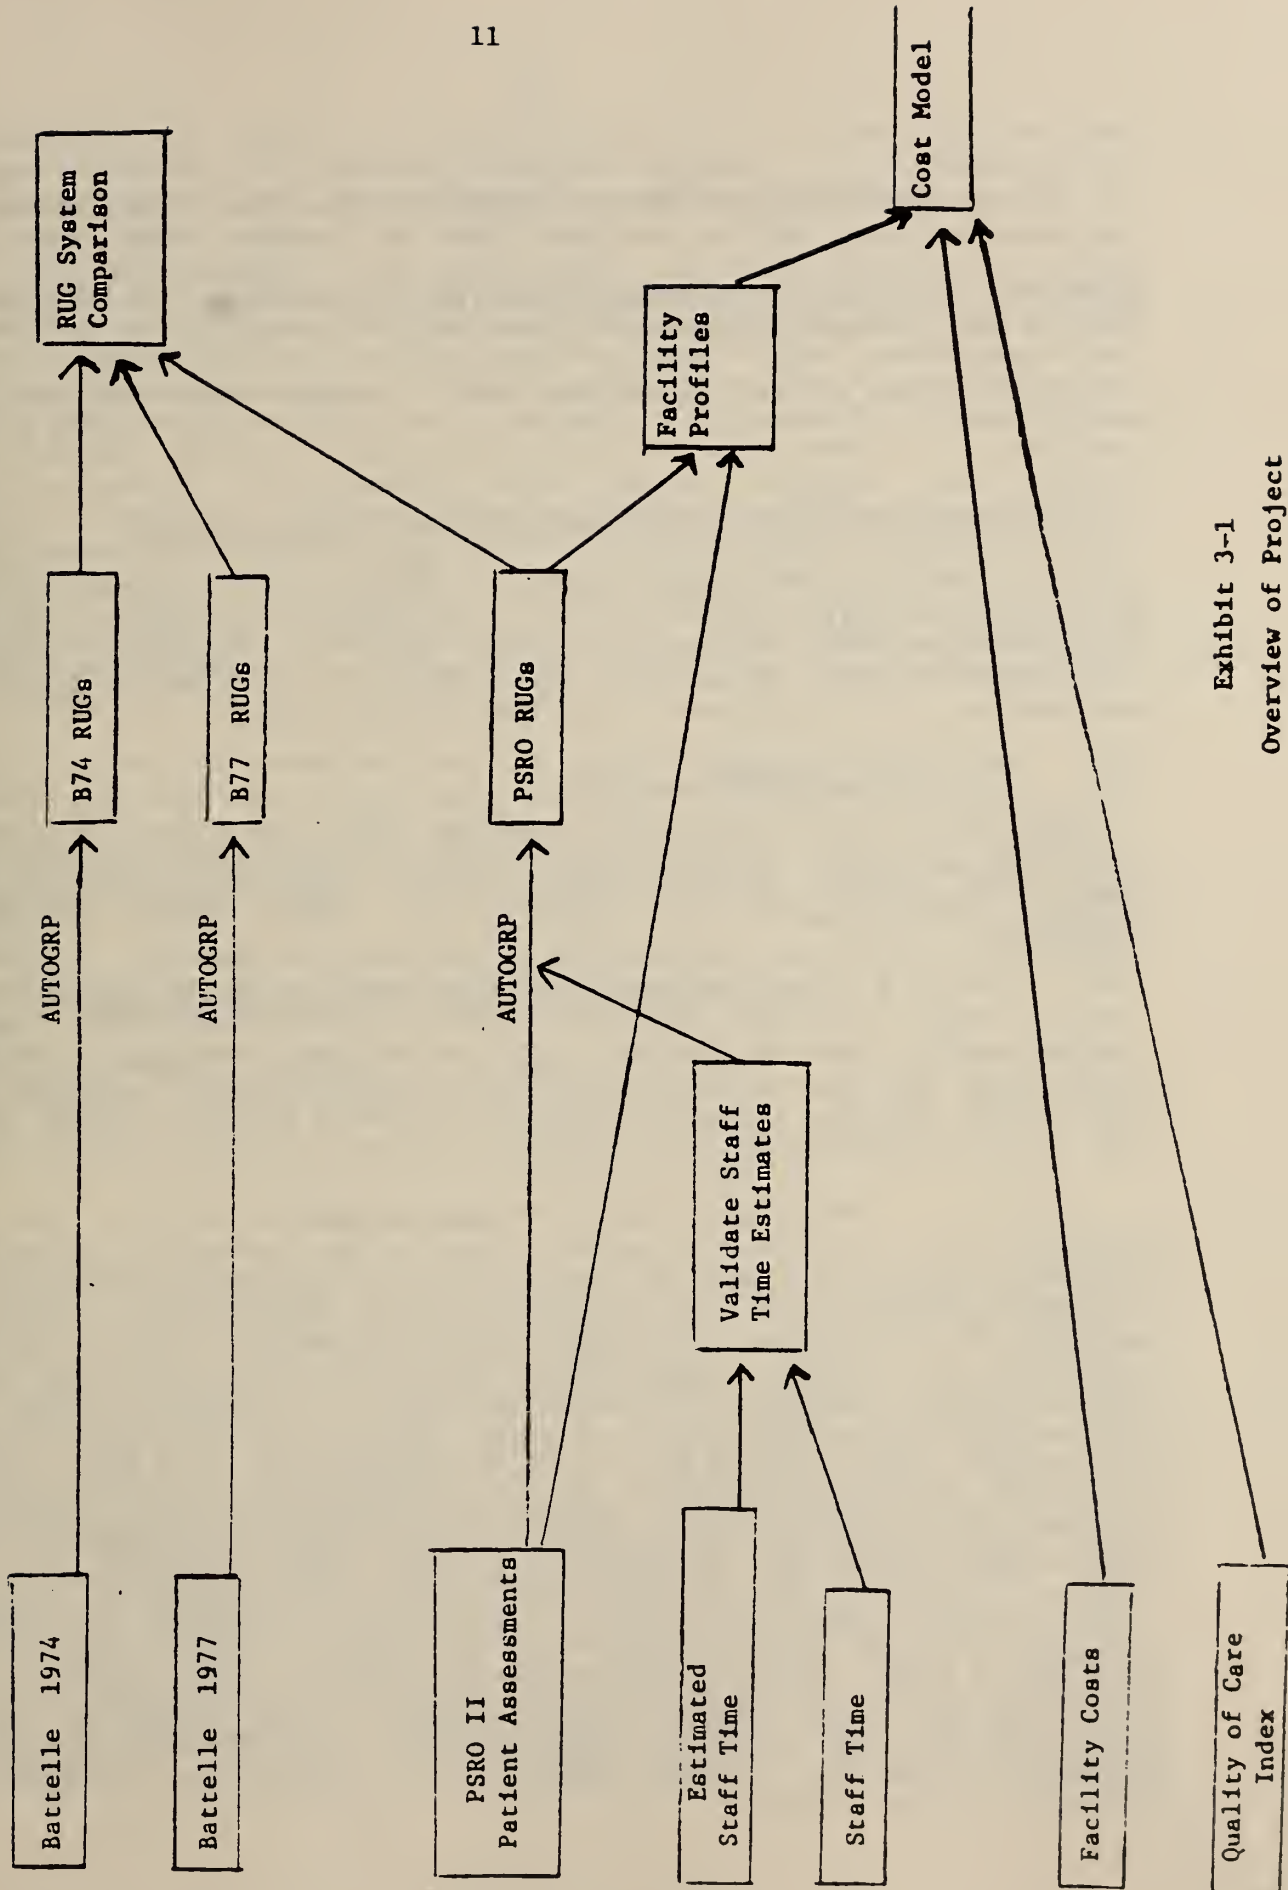 11
Battelle 1974
AUTOGRP
B74 RUGs
RUG System
Comparison
Battelle 1977
AUTOGRP
B77 RUGs
PSRO II
Patient Assessments
AUTOGRP
PSRO RUGs
Facility
Profiles
Estimated
Staff Time
Validate Staff
Time Estimates
Staff Time
Cost Model
Facility Costs
Quality of Care
Index
Exhibit 3-1
Overview of Project